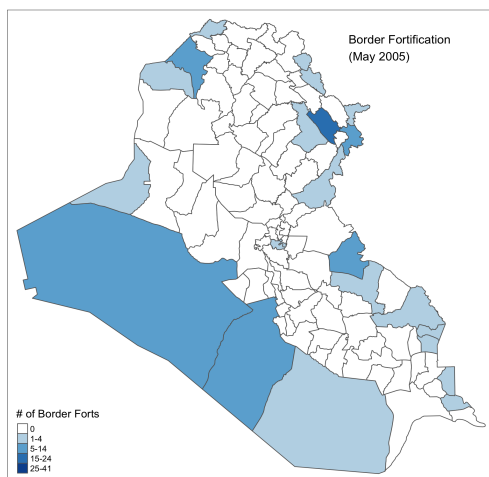 Border Fortification
(May 2005)
# of Border Forts
0
1-4
5-14
15-24
25-41